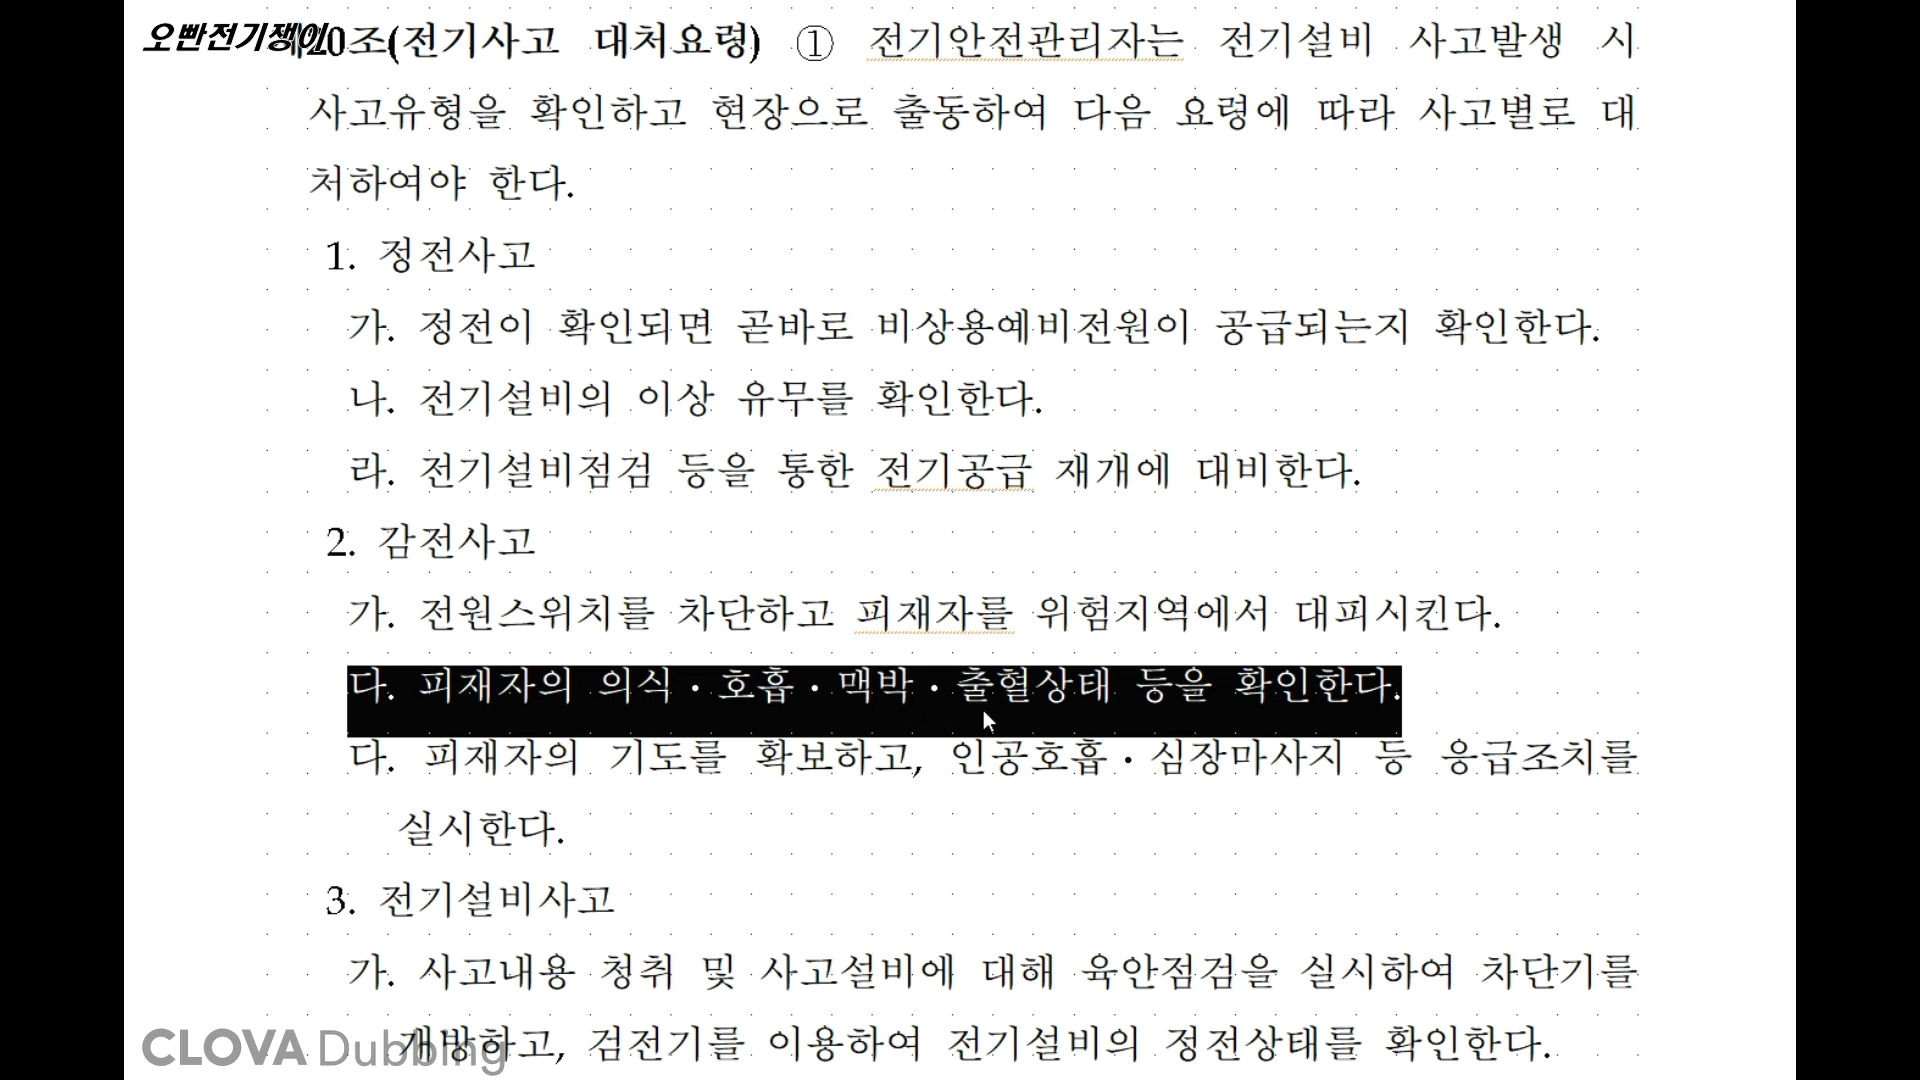 오빤전기쟁이
20조(전기사고 대처요령) ① 전기안전관리자는 전기설비 사고발생 시
사고유형을 확인하고 현장으로 출동하여 다음 요령에 따라 사고별로 대
처하여야 한다.
1. 정전사고
가. 정전이 확인되면 곧바로 비상용예비전원이 공급되는지 확인한다.
나. 전기설비의 이상 유무를 확인한다.
라. 전기설비점검 등을 통한 전기공급 재개에 대비한다.
2. 감전사고
가. 전원스위치를 차단하고 피재자를 위험지역에서 대피시킨다.
다. 피재자의 의식·호흡·맥박·출혈상태 등을 확인한다.
다. 피재자의 기도를 확보하고, 인공호흡·심장마사지 등 응급조치를
실시한다.
3. 전기설비사고
가. 사고내용 청취 및 사고설비에 대해 육안점검을 실시하여 차단기를
개방하고, 검전기를 이용하여 전기설비의 정전상태를 확인한다.
CLOVA Dubbing